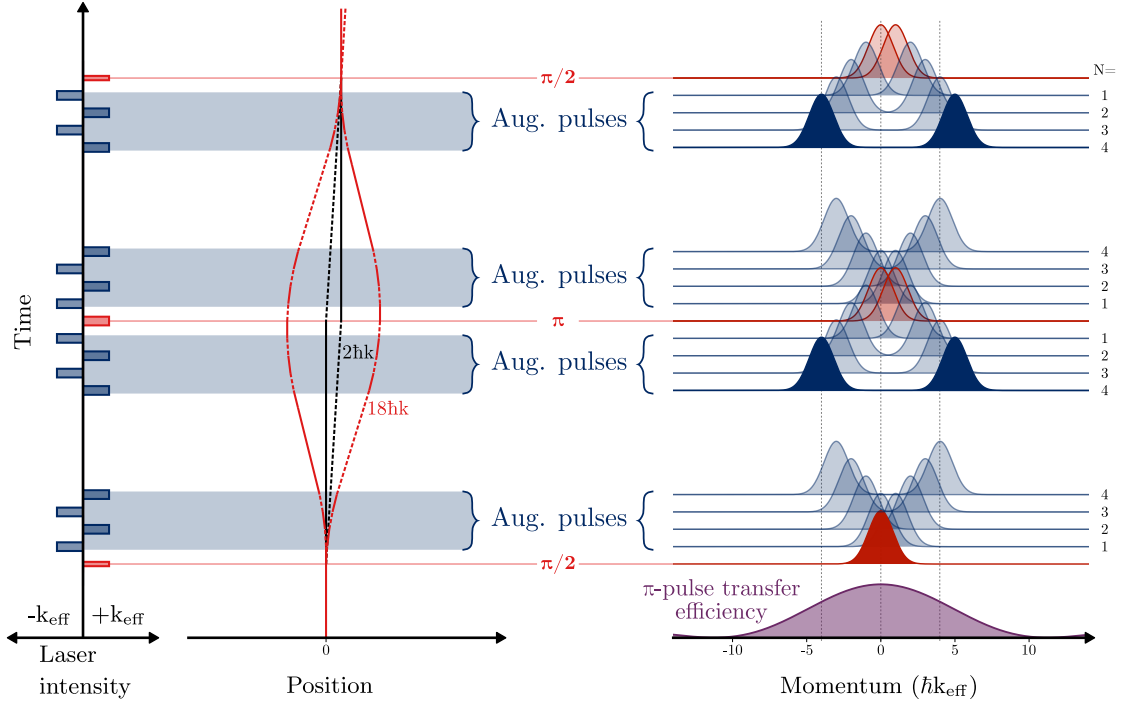 N=
π/2
1
Aug. pulses
2
3
4
4
Aug. pulses
3
2
1
π
Time
1
Aug. pulses
2ħk
2
3
4
18ħk
4
Aug. pulses
3
2
1
π/2
π-pulse transfer
efficiency
-k_eff
+k_eff
0
-10
-5
0
5
10
Laser
intensity
Position
Momentum (ħk_eff)